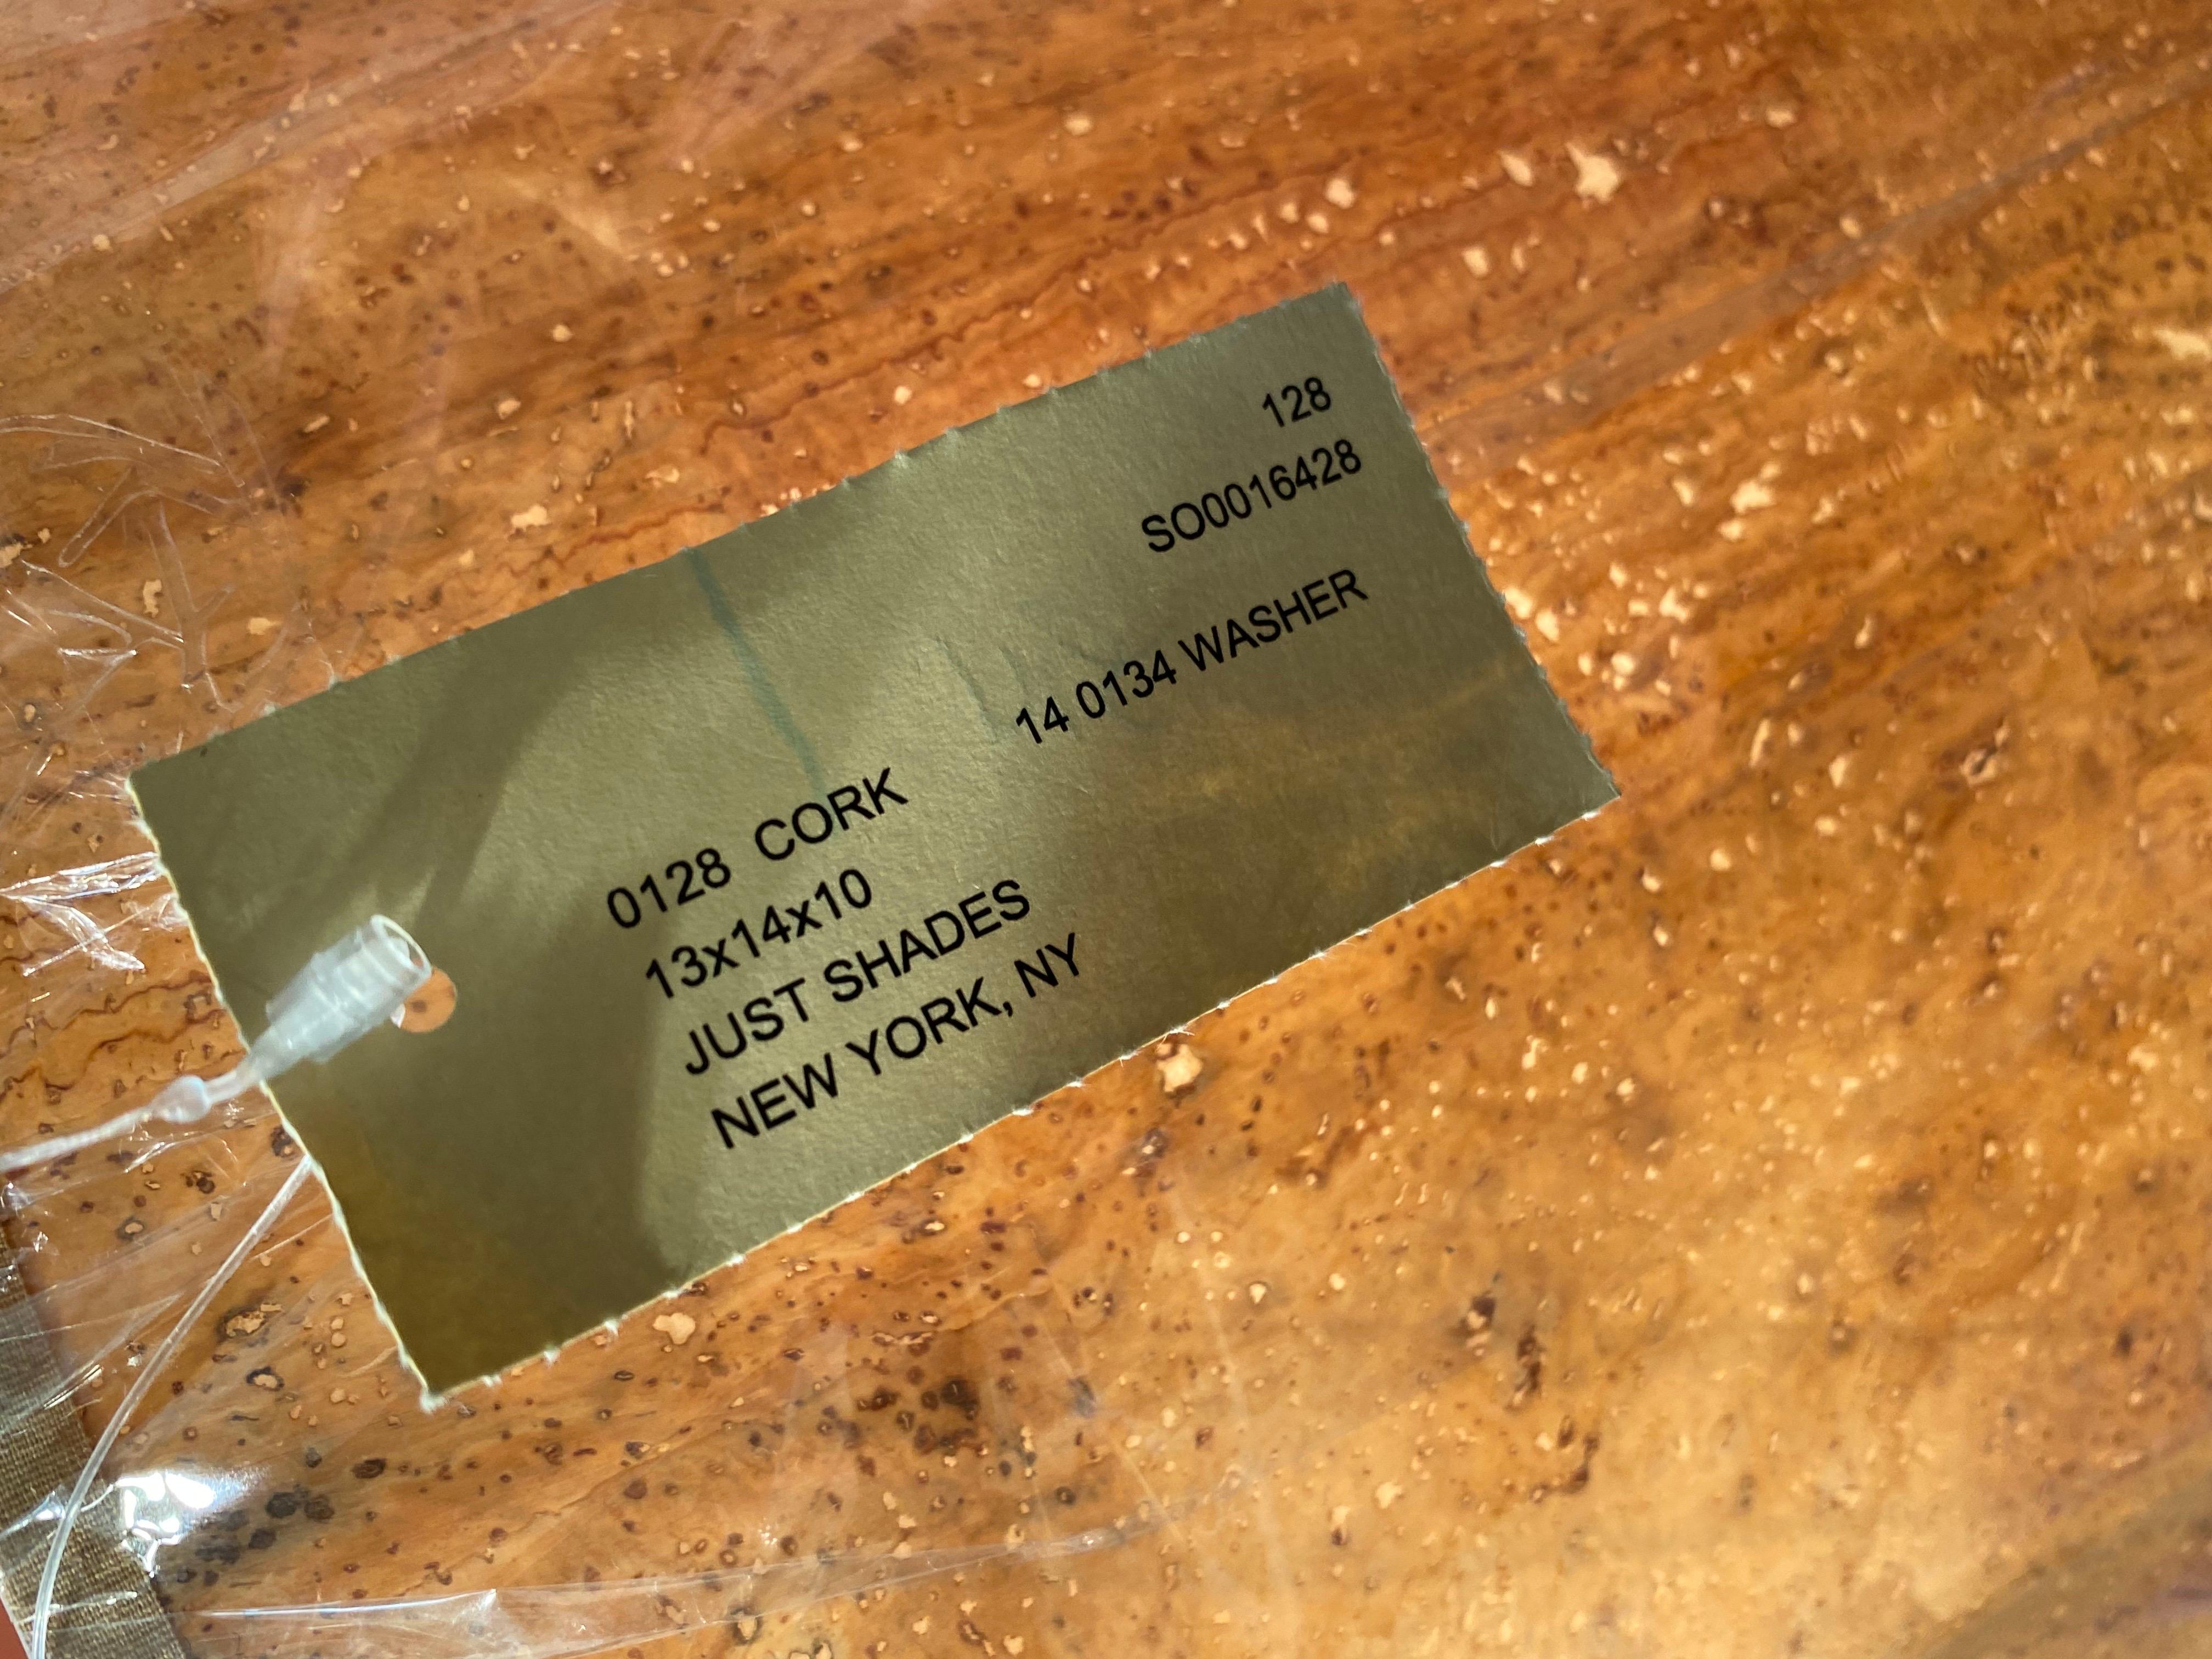 128
SO0016428
14 0134 WASHER
0128 CORK
13x14x10
JUST SHADES
NEW YORK, NY